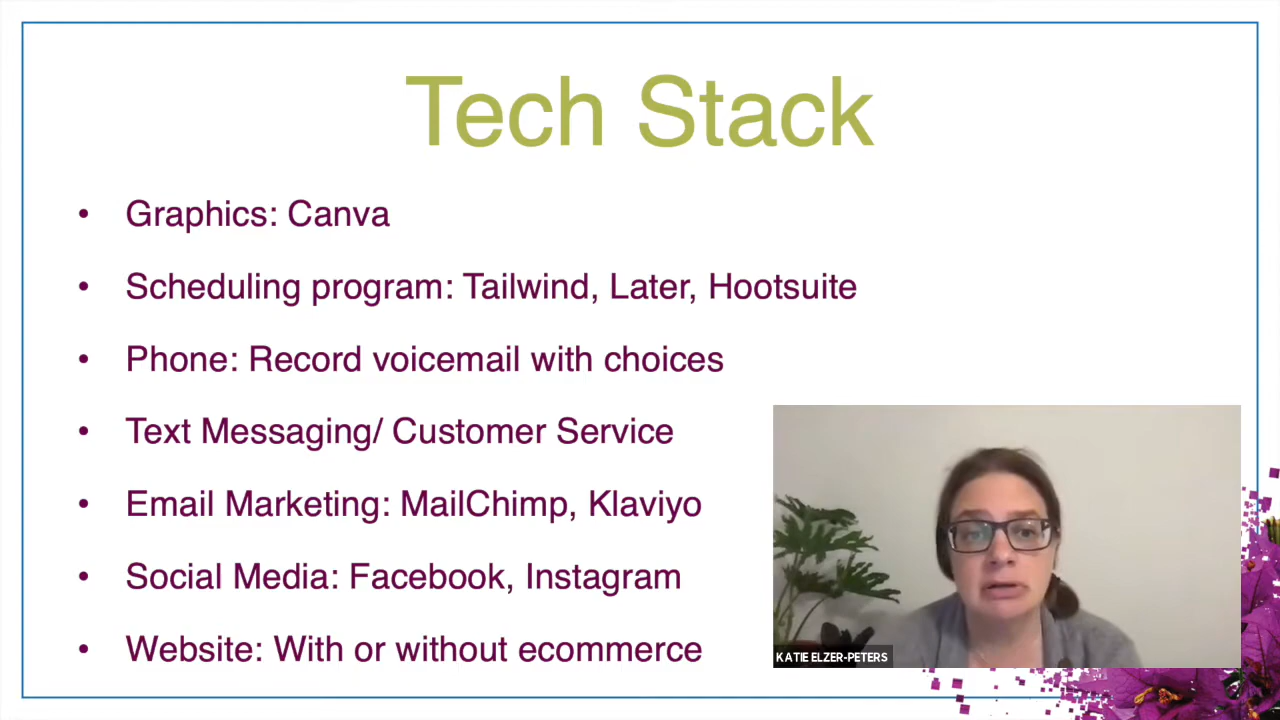 Tech Stack
• Graphics: Canva
• Scheduling program: Tailwind, Later, Hootsuite
• Phone: Record voicemail with choices
• Text Messaging/ Customer Service
• Email Marketing: MailChimp, Klaviyo
• Social Media: Facebook, Instagram
• Website: With or without ecommerce
KATIE ELZER-PETERS